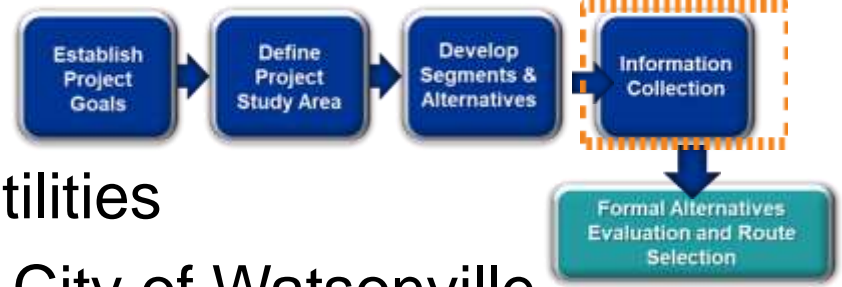 Establish
Project
Goals
Define
Project
Study Area
Develop
Segments &
Alternatives
Information
Collection
tilities
City of Watsonville
Formal Alternatives
Evaluation and Route
Selection